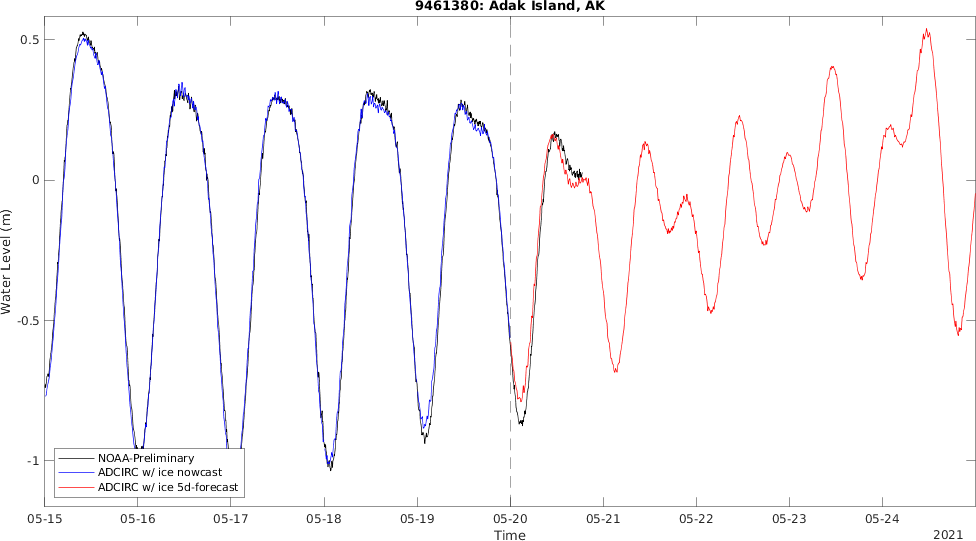 9461380: Adak Island, AK
0.5
0
-0.5
-1
Water Level (m)
NOAA-Preliminary
ADCIRC w/ ice nowcast
ADCIRC w/ ice 5d-forecast
05-15 05-16 05-17 05-18 05-19 05-20 05-21 05-22 05-23 05-24
Time
2021